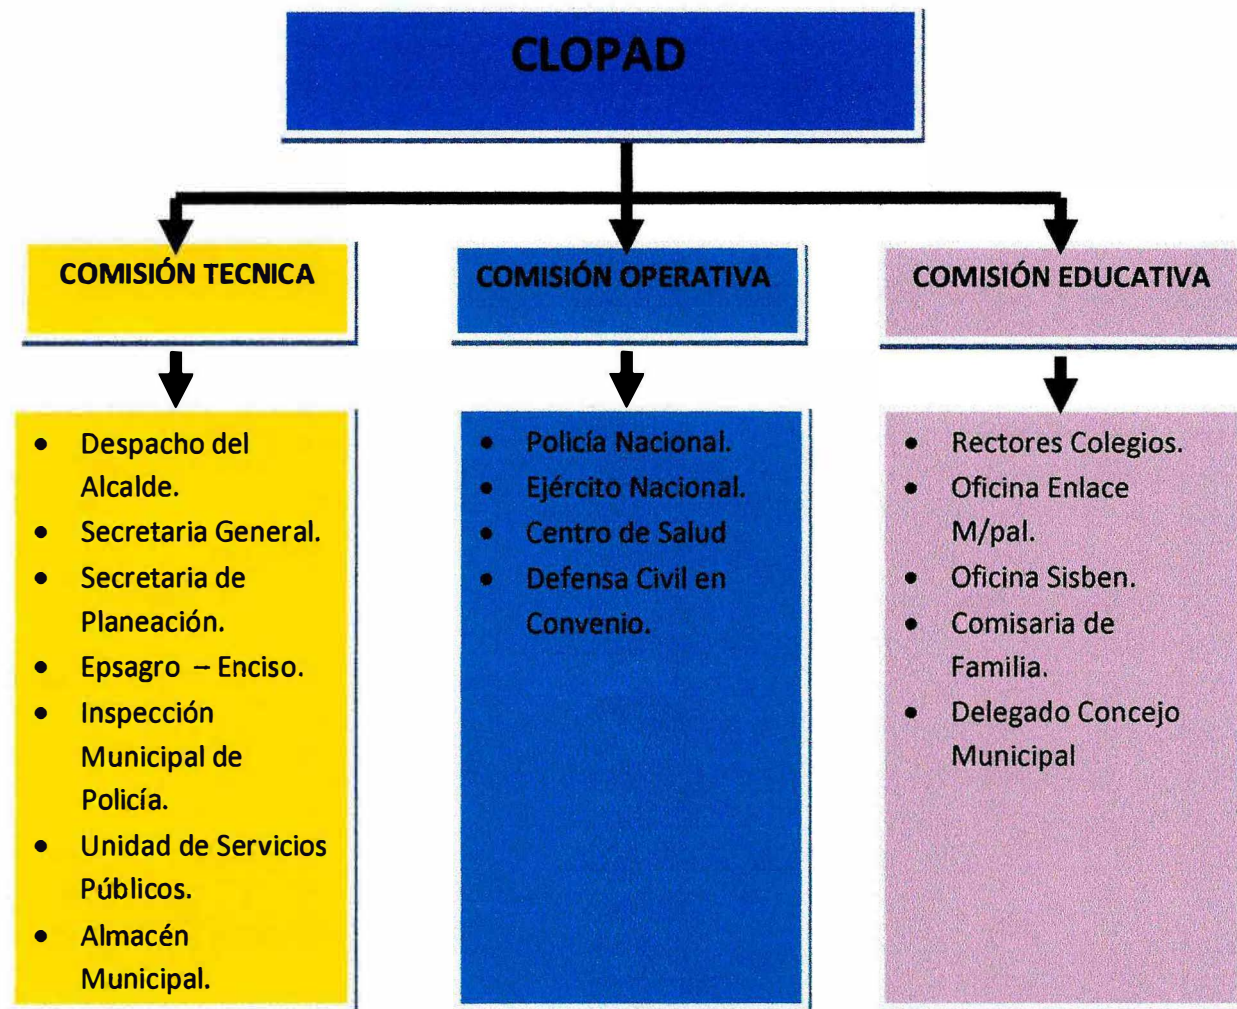 CLOPAD
COMISIÓN TECNICA
• Despacho del
Alcalde.
• Secretaria General.
• Secretaria de
Planeación.
• Epsagro – Enciso.
• Inspección
Municipal de
Policía.
• Unidad de Servicios
Públicos.
• Almacén
Municipal.
COMISIÓN OPERATIVA
• Policía Nacional.
• Ejército Nacional.
• Centro de Salud
• Defensa Civil en
Convenio.
COMISIÓN EDUCATIVA
• Rectores Colegios.
• Oficina Enlace
M/pal.
• Oficina Sisben.
• Comisaria de
Familia.
• Delegado Concejo
Municipal